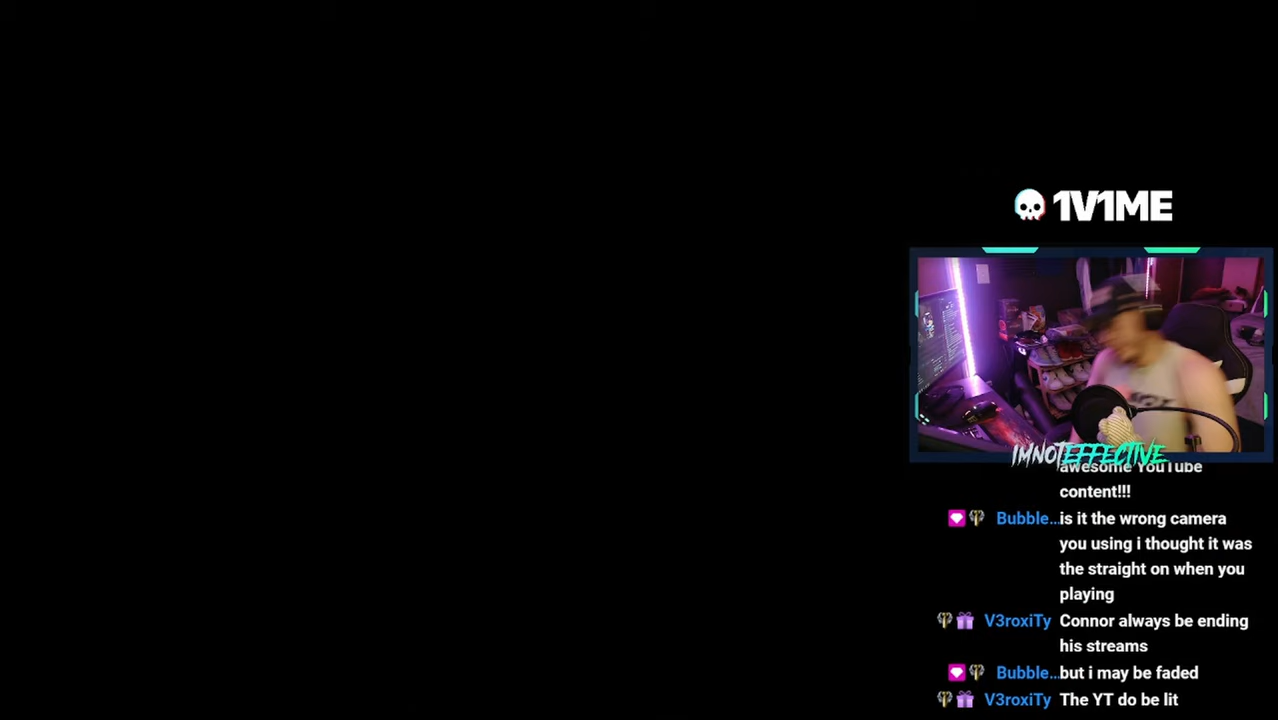 1V1ME
IMNOTEFFECTIVE
awesome YouTube
content!!!
Bubble... is it the wrong camera
you using i thought it was
the straight on when you
playing
V3roxiTy Connor always be ending
his streams
Bubble... but i may be faded
V3roxiTy The YT do be lit